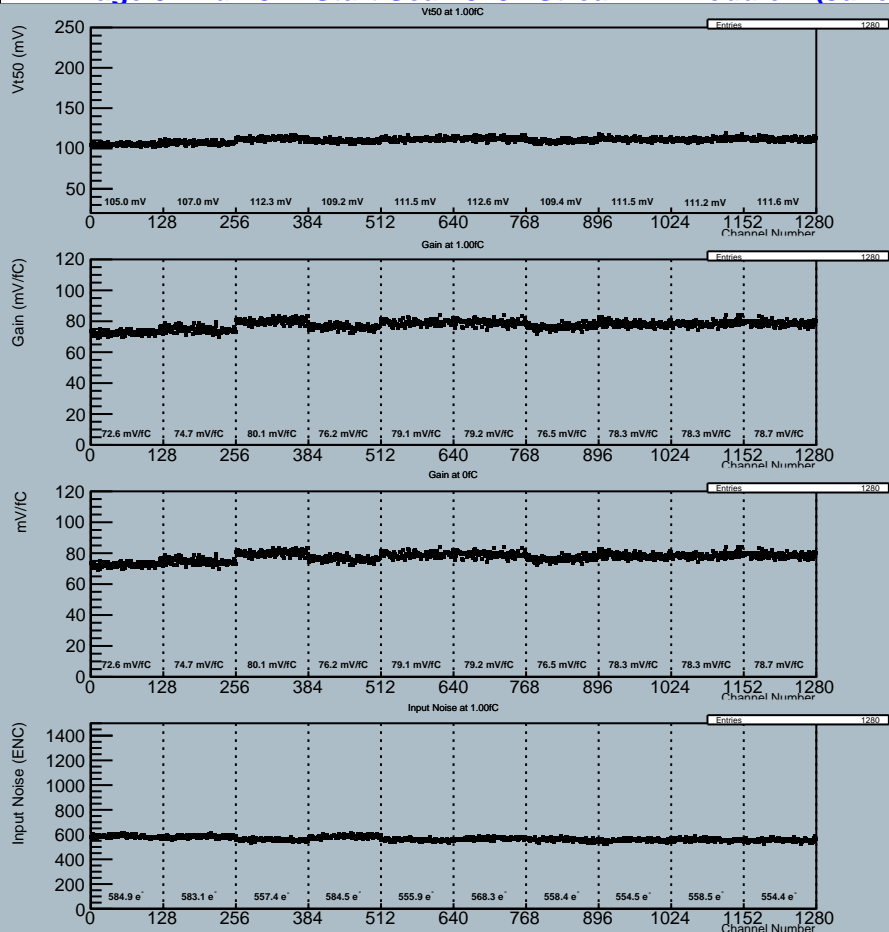 Vt50 at 1.00fC
Entries 1280
Vt50 (mV)
250
200
150
100
50
105.0 mV 107.0 mV 112.3 mV 109.2 mV 111.5 mV 112.6 mV 109.4 mV 111.5 mV 111.2 mV 111.6 mV
0 128 256 384 512 640 768 896 1024 1152 1280
Channel Number
Gain at 1.00fC
Entries 1280
Gain (mV/fC)
120
100
80
60
40
20
0
72.6 mV/fC 74.7 mV/fC 80.1 mV/fC 76.2 mV/fC 79.1 mV/fC 79.2 mV/fC 76.5 mV/fC 78.3 mV/fC 78.3 mV/fC 78.7 mV/fC
0 128 256 384 512 640 768 896 1024 1152 1280
Channel Number
Gain at 0fC
Entries 1280
mV/fC
120
100
80
60
40
20
0
72.6 mV/fC 74.7 mV/fC 80.1 mV/fC 76.2 mV/fC 79.1 mV/fC 79.2 mV/fC 76.5 mV/fC 78.3 mV/fC 78.3 mV/fC 78.7 mV/fC
0 128 256 384 512 640 768 896 1024 1152 1280
Channel Number
Input Noise at 1.00fC
Entries 1280
Input Noise (ENC)
1400
1200
1000
800
600
400
200
0
584.9 e⁻ 583.1 e⁻ 557.4 e⁻ 584.5 e⁻ 555.9 e⁻ 568.3 e⁻ 558.4 e⁻ 554.5 e⁻ 558.5 e⁻ 554.4 e⁻
0 128 256 384 512 640 768 896 1024 1152 1280
Channel Number